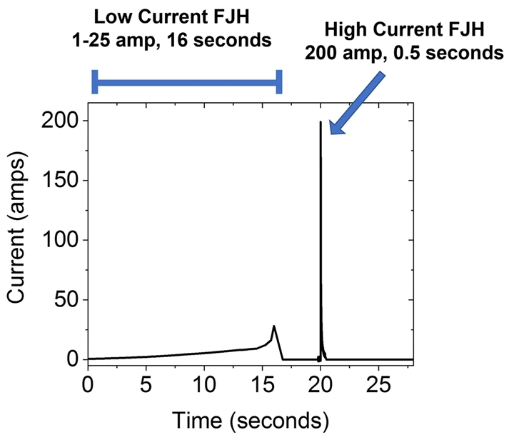 Low Current FJH
1-25 amp, 16 seconds
High Current FJH
200 amp, 0.5 seconds
200
150
100
50
0
Current (amps)
0 5 10 15 20 25
Time (seconds)